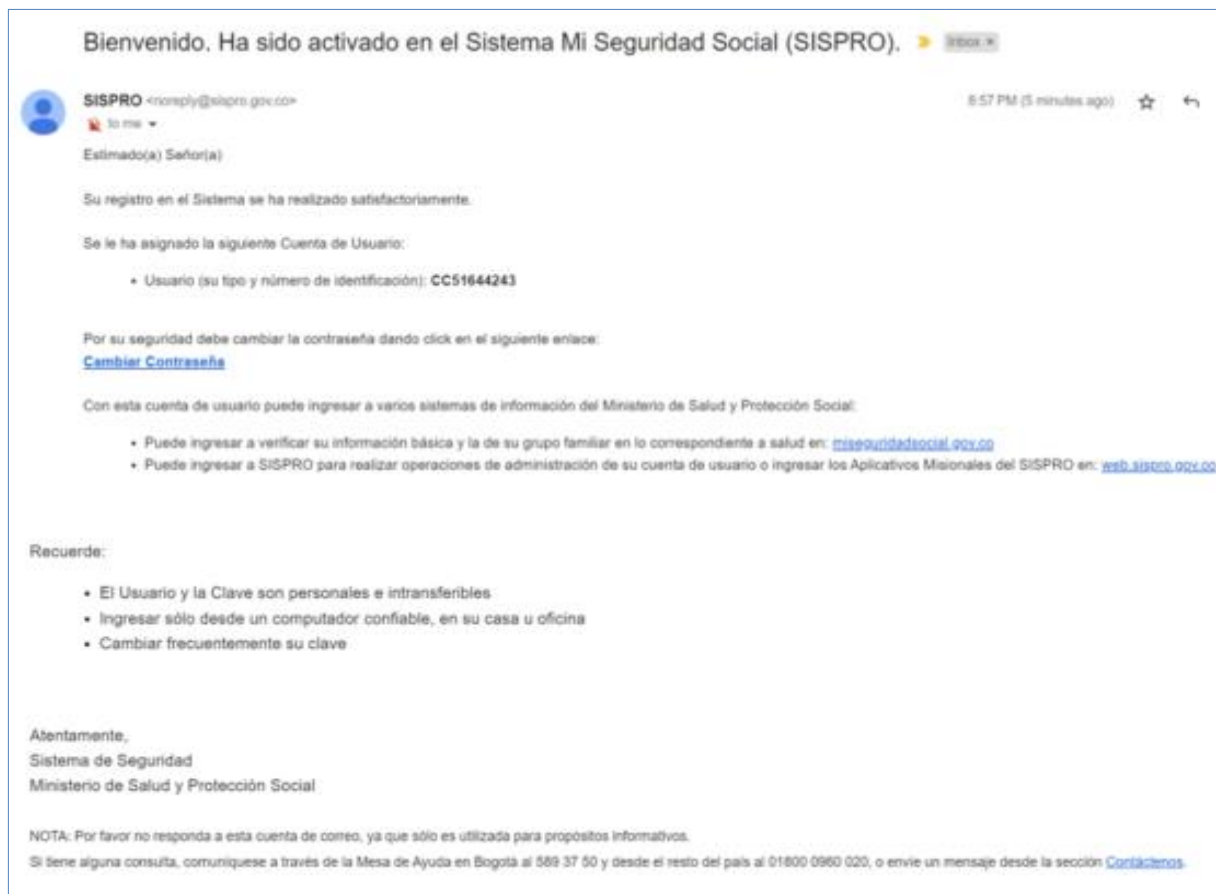 Bienvenido. Ha sido activado en el Sistema Mi Seguridad Social (SISPRO). Inbox x
SISPRO <noreply@sispro.gov.co> 8:57 PM (5 minutes ago)
to me
Estimado(a) Señor(a)
Su registro en el Sistema se ha realizado satisfactoriamente.
Se le ha asignado la siguiente Cuenta de Usuario:
• Usuario (su tipo y número de identificación): CC51644243
Por su seguridad debe cambiar la contraseña dando click en el siguiente enlace:
Cambiar Contraseña
Con esta cuenta de usuario puede ingresar a varios sistemas de información del Ministerio de Salud y Protección Social:
• Puede ingresar a verificar su información básica y la de su grupo familiar en lo correspondiente a salud en: miseguridadsocial.gov.co
• Puede ingresar a SISPRO para realizar operaciones de administración de su cuenta de usuario o ingresar los Aplicativos Misionales del SISPRO en: web.sispro.gov.co
Recuerde:
• El Usuario y la Clave son personales e intransferibles
• Ingresar sólo desde un computador confiable, en su casa u oficina
• Cambiar frecuentemente su clave
Atentamente,
Sistema de Seguridad
Ministerio de Salud y Protección Social
NOTA: Por favor no responda a esta cuenta de correo, ya que sólo es utilizada para propósitos informativos.
Si tiene alguna consulta, comuniquese a través de la Mesa de Ayuda en Bogotá al 589 37 50 y desde el resto del país al 01800 0960 020, o envíe un mensaje desde la sección Contáctenos.